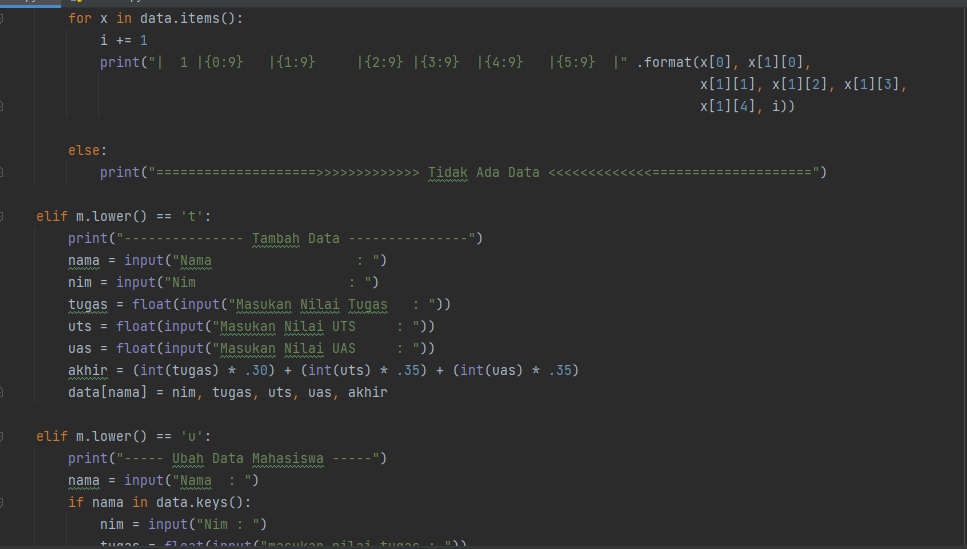 for x in data.items():
            i += 1
            print("|  1 |{0:9}   |{1:9}     |{2:9} |{3:9}  |{4:9}   |{5:9}  |" .format(x[0], x[1][0],
                                                                                       x[1][1], x[1][2], x[1][3],
                                                                                       x[1][4], i))
        else:
            print("====================>>>>>>>>>>>>> Tidak Ada Data <<<<<<<<<<<<<====================")
    elif m.lower() == 't':
        print("--------------- Tambah Data ---------------")
        nama = input("Nama                  : ")
        nim = input("Nim                   : ")
        tugas = float(input("Masukan Nilai Tugas   : "))
        uts = float(input("Masukan Nilai UTS     : "))
        uas = float(input("Masukan Nilai UAS     : "))
        akhir = (int(tugas) * .30) + (int(uts) * .35) + (int(uas) * .35)
        data[nama] = nim, tugas, uts, uas, akhir
    elif m.lower() == 'u':
        print("----- Ubah Data Mahasiswa -----")
        nama = input("Nama  : ")
        if nama in data.keys():
            nim = input("Nim : ")
            tugas = float(input("masukan nilai tugas : "))